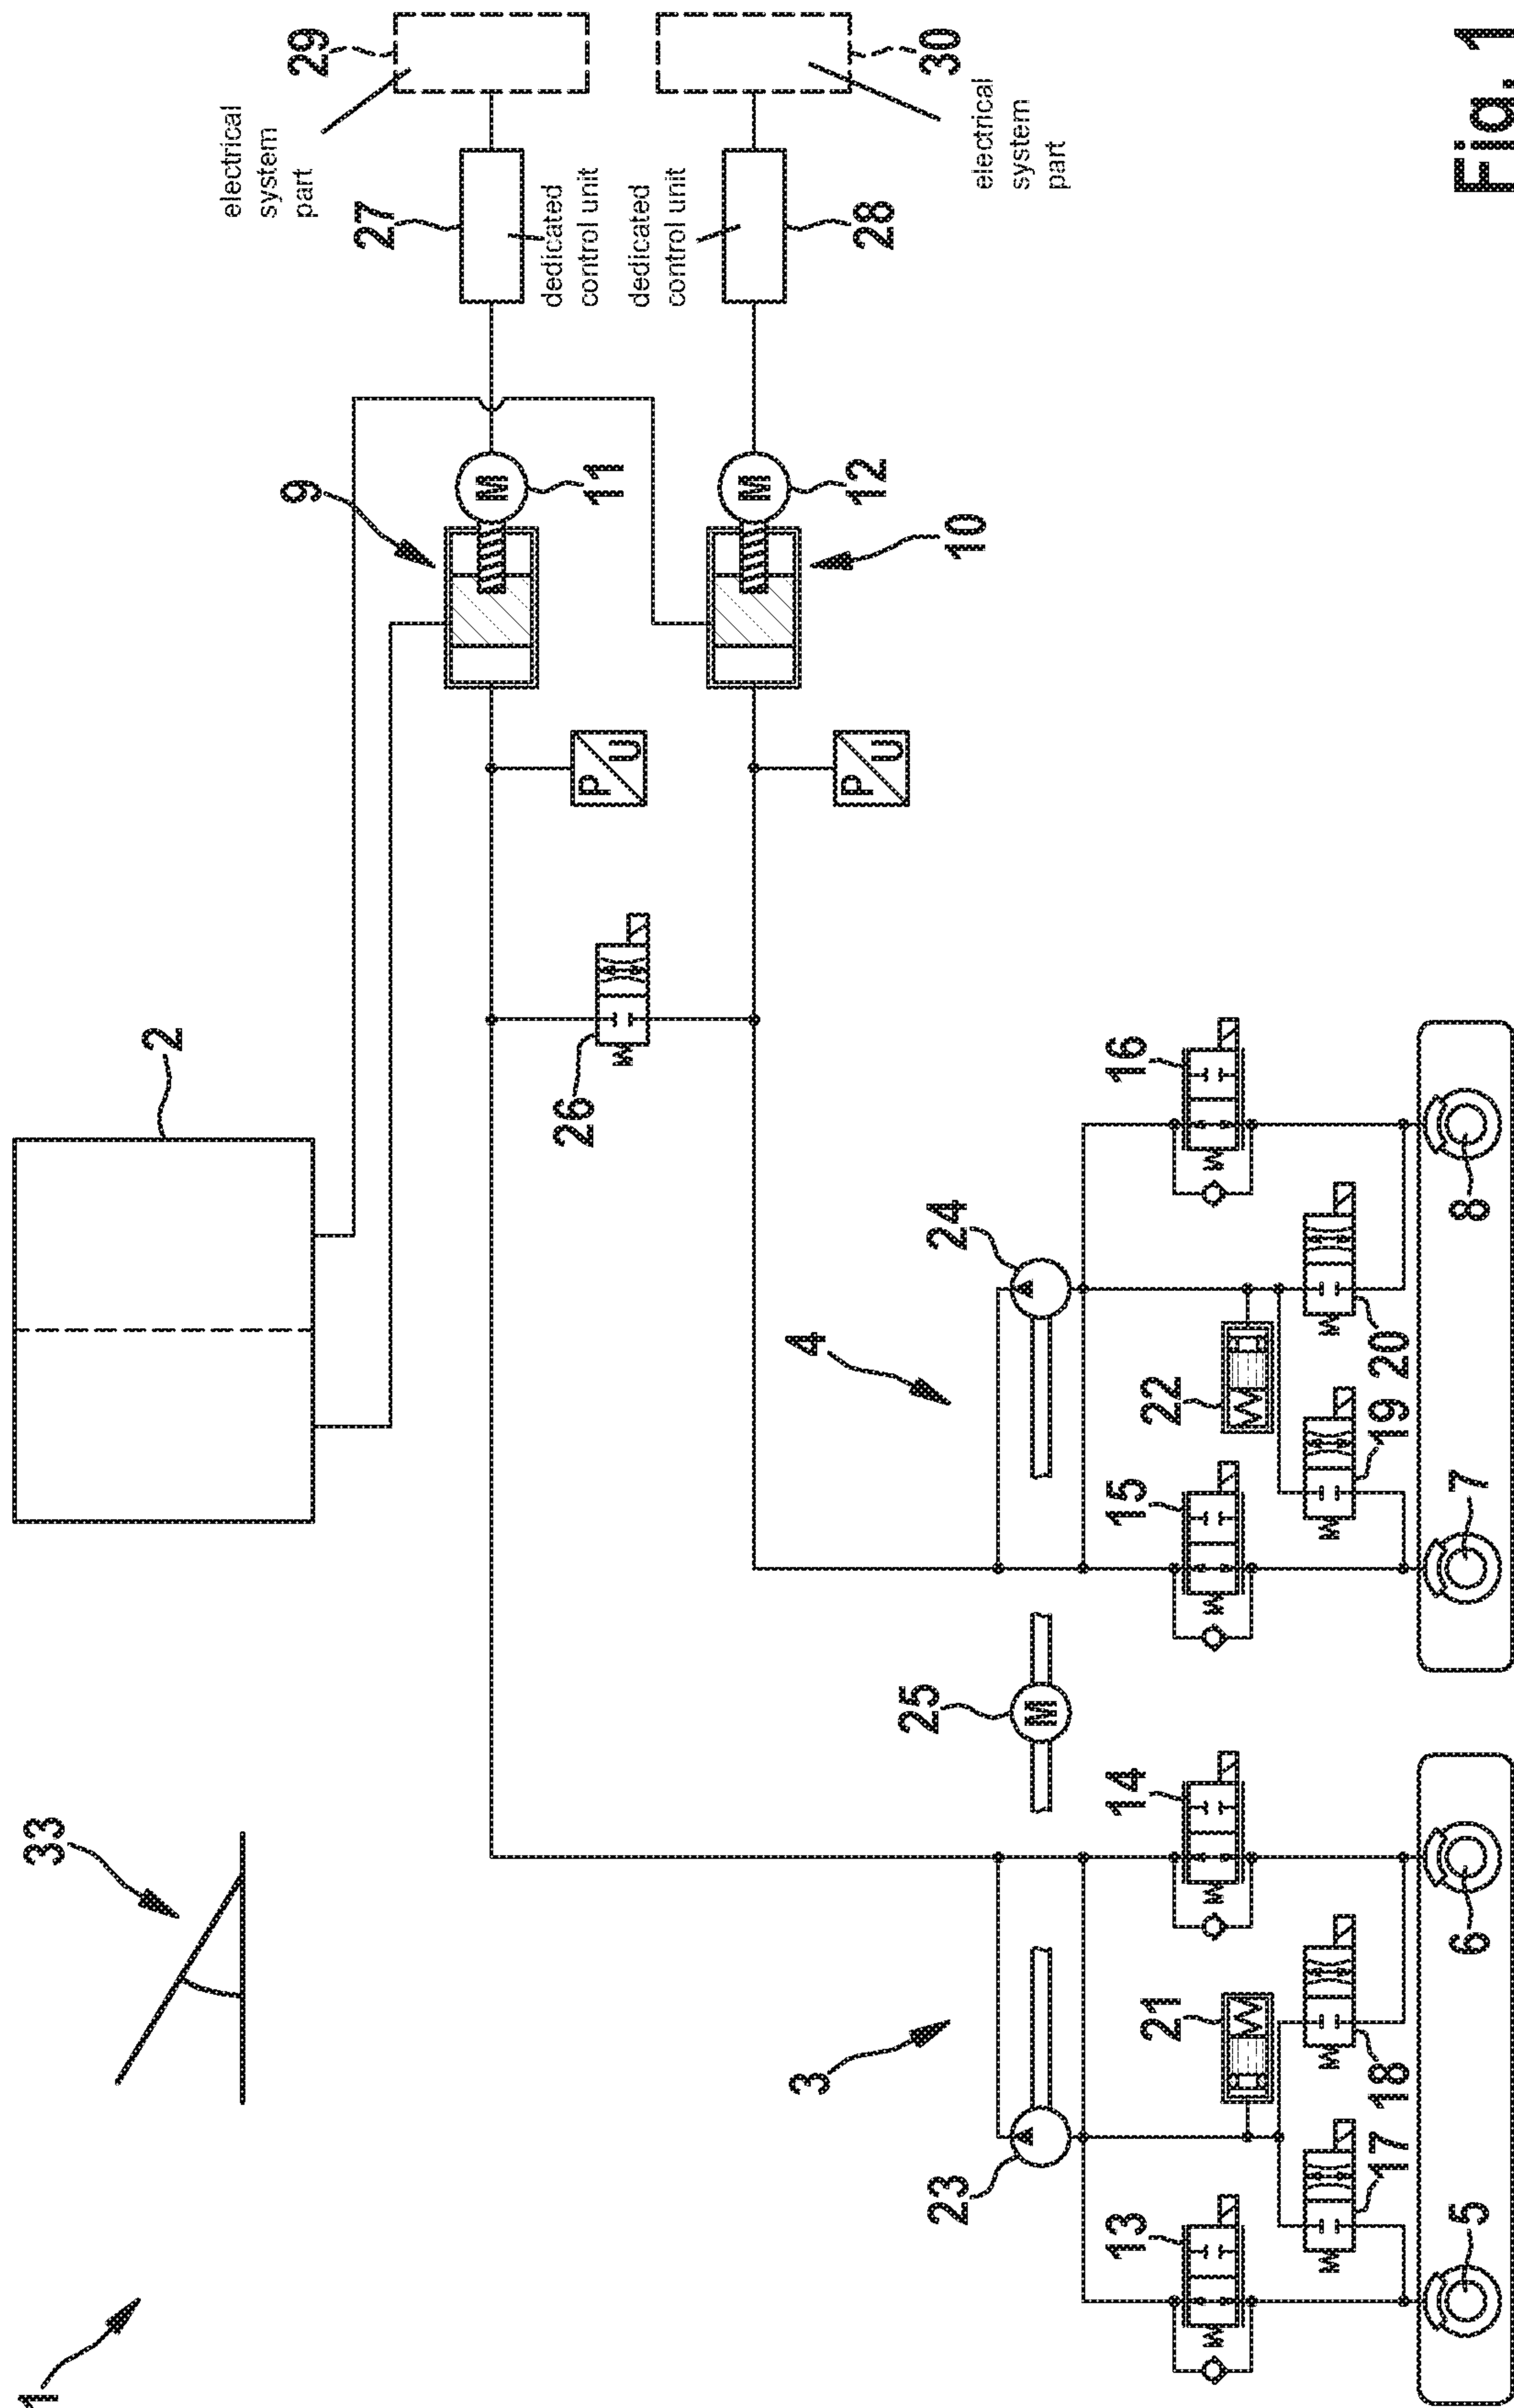 1
33
2
29
electrical
system
part
27
dedicated
control unit
dedicated
control unit
28
30
electrical
system
part
9
M
11
10
M
12
P/U
P/U
26
3
4
23
25
M
24
13
14
15
16
21
22
17
18
19
20
5
6
7
8
Fig. 1